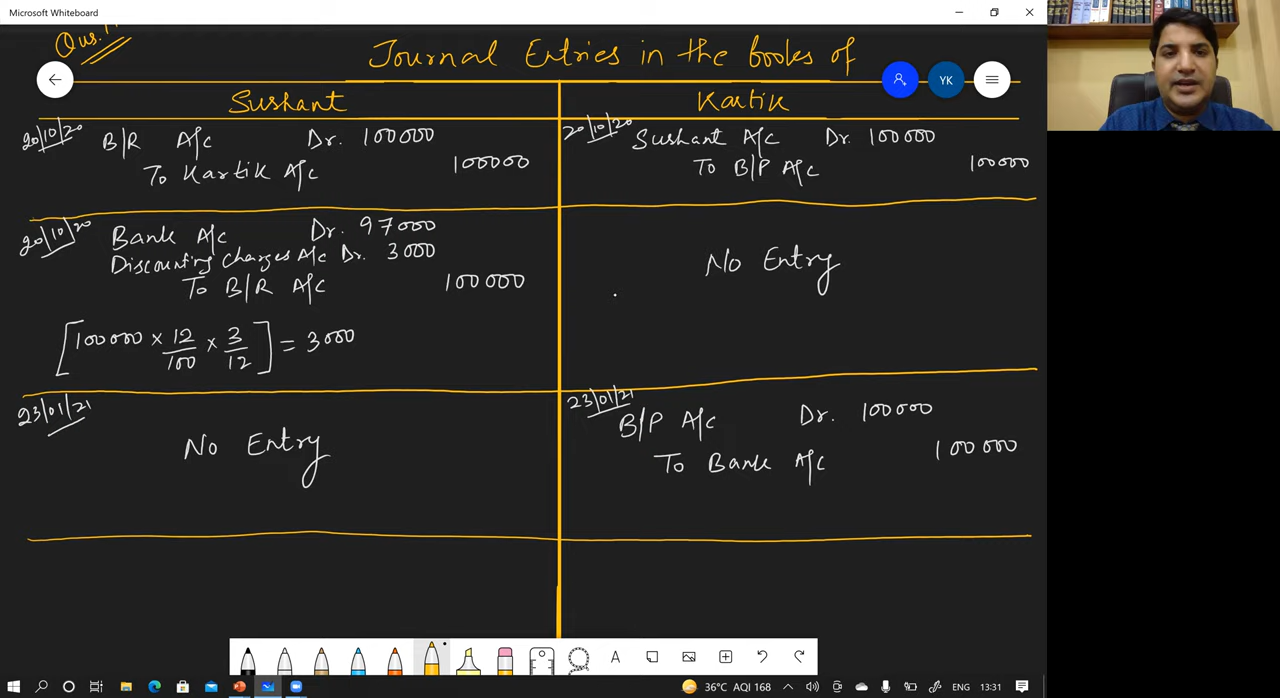 Microsoft Whiteboard
Ques. 1
Journal Entries in the books of
YK
Sushant
Kartik
20/10/20 B/R A/c Dr. 100000
To Kartik A/c 100000
20/10/20 Sushant A/c Dr. 100000
To B/P A/c 100000
20/10/20 Bank A/c Dr. 97000
Discounting Charges A/c Dr. 3000
To B/R A/c 100000
[100000 × 12/100 × 3/12] = 3000
No Entry
23/01/21
No Entry
23/01/21 B/P A/c Dr. 100000
To Bank A/c 100000
36°C AQI 168
ENG
13:31